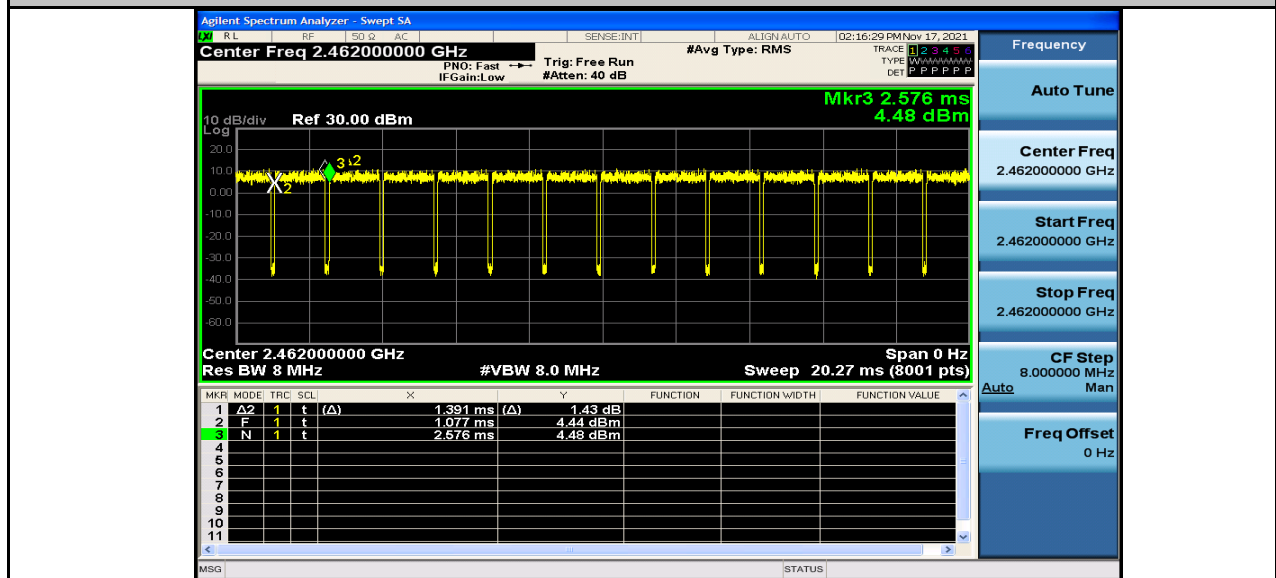 Agilent Spectrum Analyzer - Swept SA
LXI RL RF 50 Ω AC SENSE:INT ALIGN AUTO 02:16:29 PM Nov 17, 2021
Center Freq 2.462000000 GHz #Avg Type: RMS TRACE 1 2 3 4 5 6
PNO: Fast Trig: Free Run TYPE WWWWWW
IFGain:Low #Atten: 40 dB DET P P P P P P
Mkr3 2.576 ms
10 dB/div Ref 30.00 dBm 4.48 dBm
Log
20.0
10.0
0.00
-10.0
-20.0
-30.0
-40.0
-50.0
-60.0
2
3 Δ2
Center 2.462000000 GHz Span 0 Hz
Res BW 8 MHz #VBW 8.0 MHz Sweep 20.27 ms (8001 pts)
MKR MODE TRC SCL X Y FUNCTION FUNCTION WIDTH FUNCTION VALUE
1 Δ2 1 t (Δ) 1.391 ms (Δ) 1.43 dB
2 F 1 t 1.077 ms 4.44 dBm
3 N 1 t 2.576 ms 4.48 dBm
4
5
6
7
8
9
10
11
MSG STATUS
Frequency
Auto Tune
Center Freq
2.462000000 GHz
Start Freq
2.462000000 GHz
Stop Freq
2.462000000 GHz
CF Step
8.000000 MHz
Auto Man
Freq Offset
0 Hz